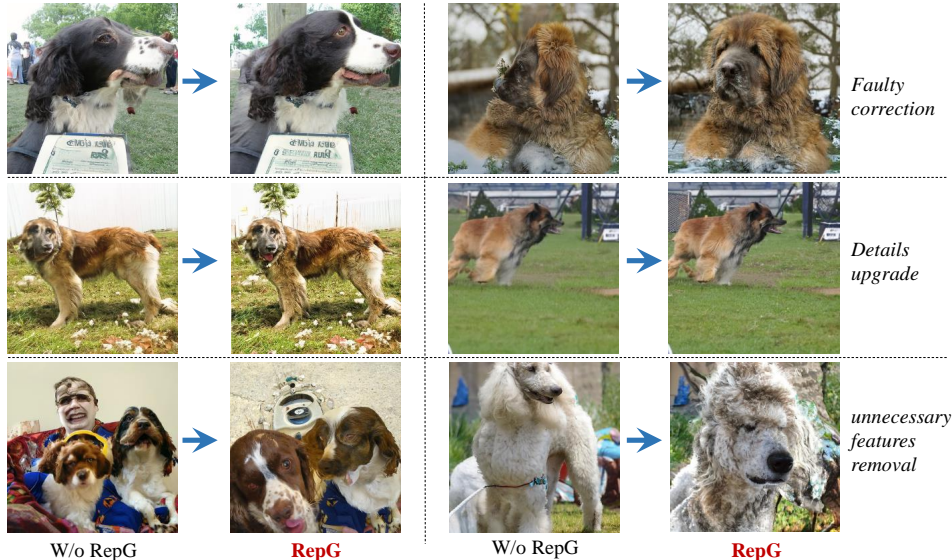 Faulty
correction
Details
upgrade
unnecessary
features
removal
W/o RepG
RepG
W/o RepG
RepG